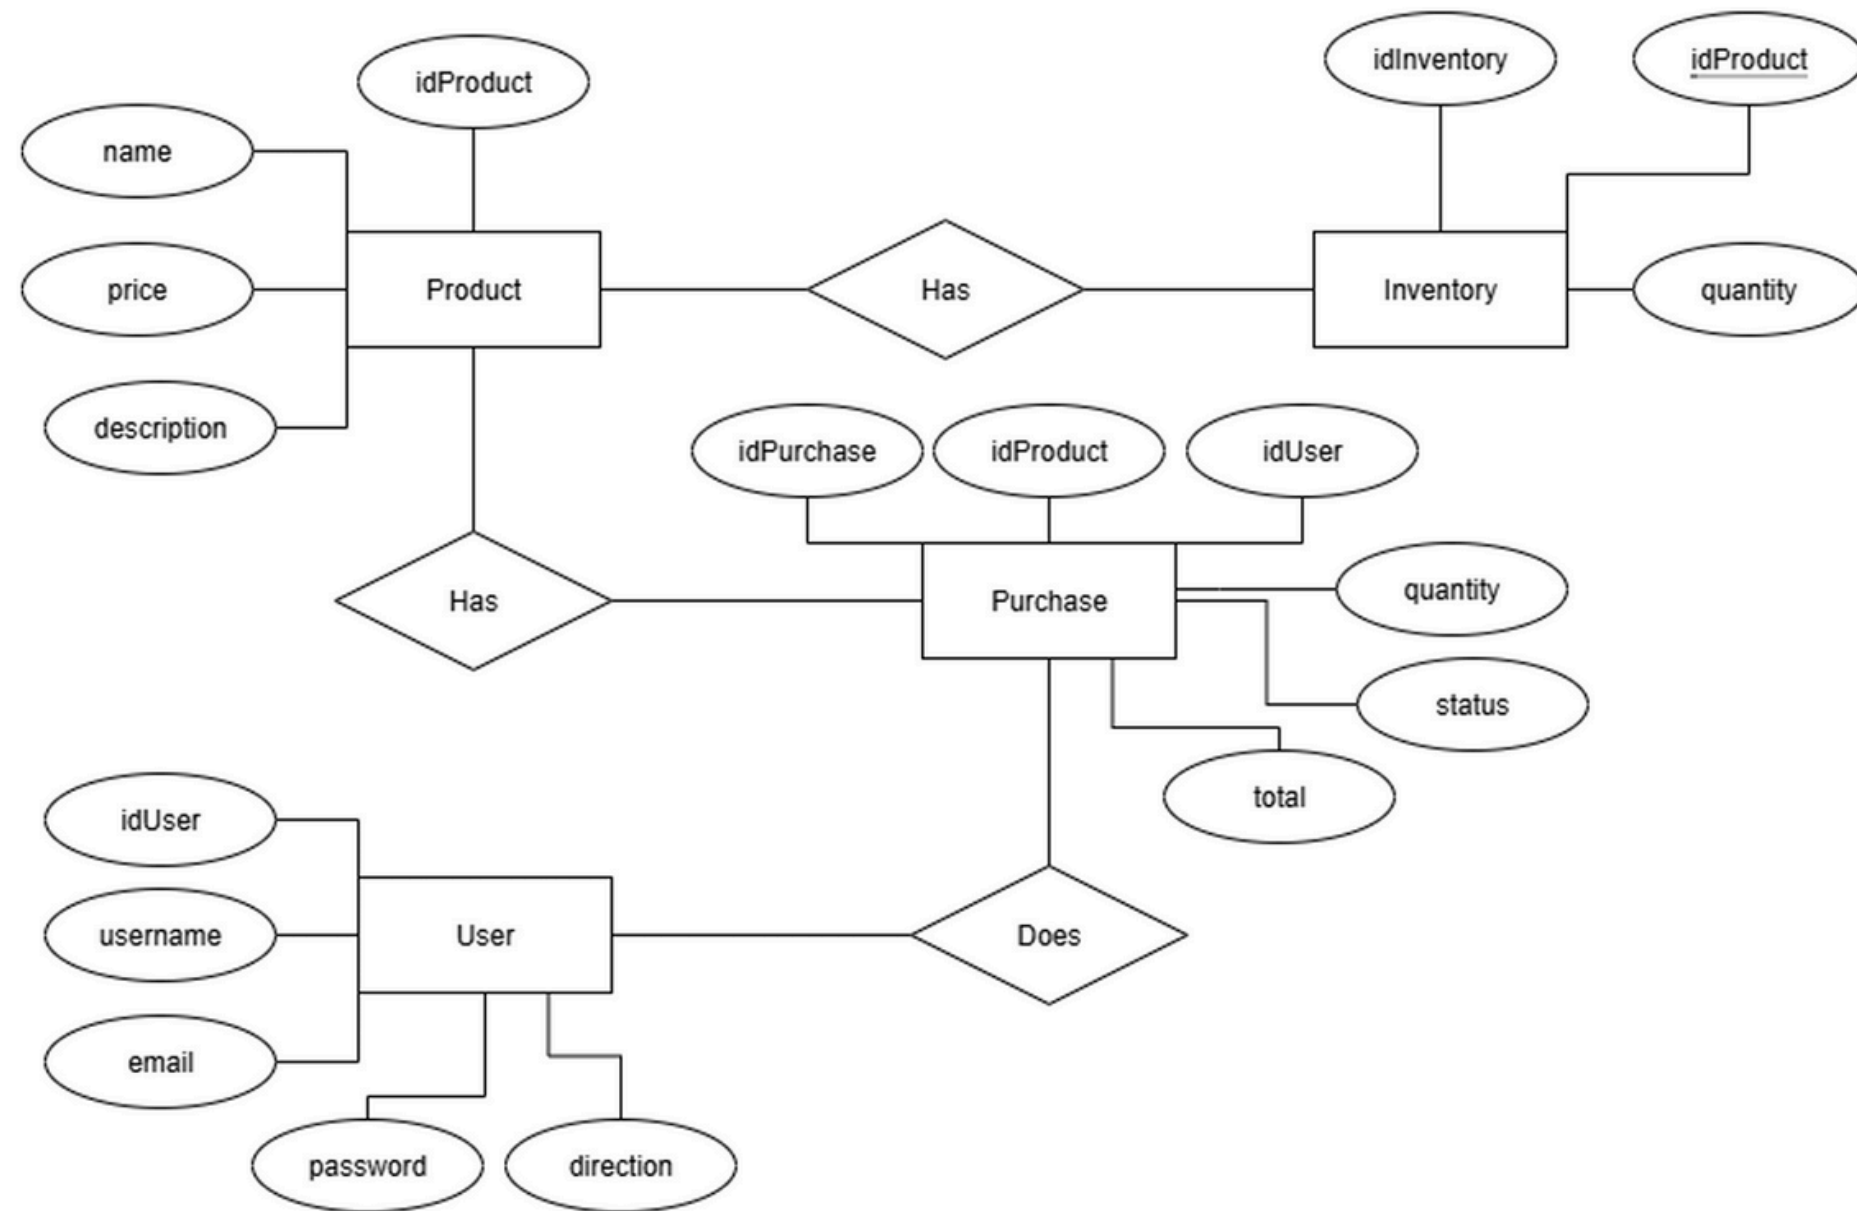 idInventory
idProduct
idProduct
name
price
Product
Has
Inventory
quantity
description
idPurchase
idProduct
idUser
Has
Purchase
quantity
status
total
idUser
username
User
Does
email
password
direction